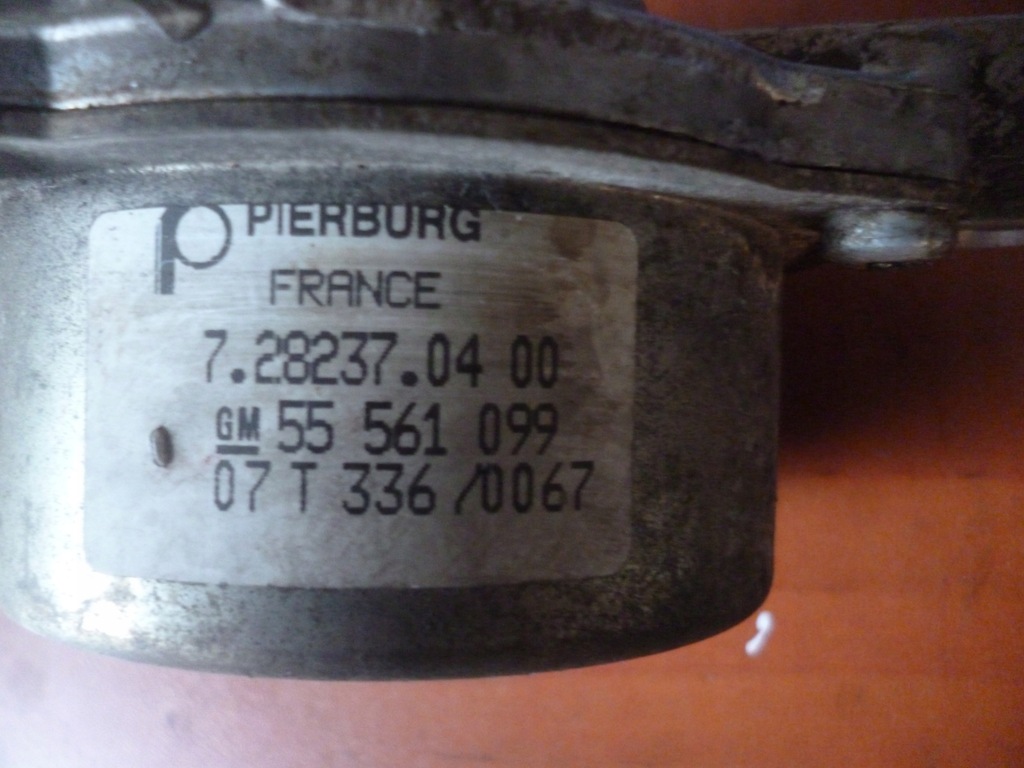 PIERBURG
FRANCE
7.28237.04 00
GM 55 561 099
07 T 336 /0067